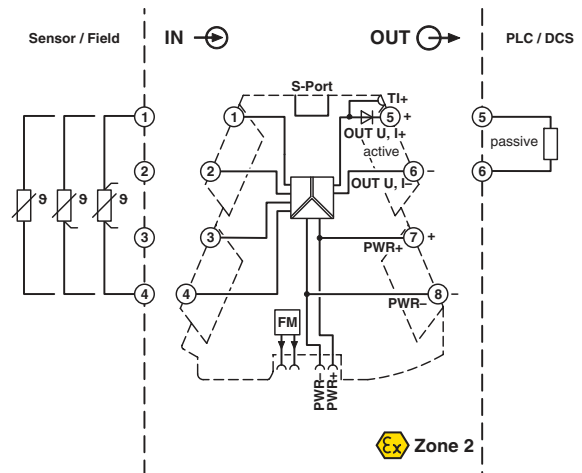 Sensor / Field
IN
OUT
PLC / DCS
S-Port
TI+
1
1
5
+
5
OUT U, I+
active
passive
2
2
6
–
6
OUT U, I–
ϑ
ϑ
ϑ
3
3
7
+
PWR+
4
4
8
–
PWR–
FM
PWR–
PWR+
Ex
Zone 2